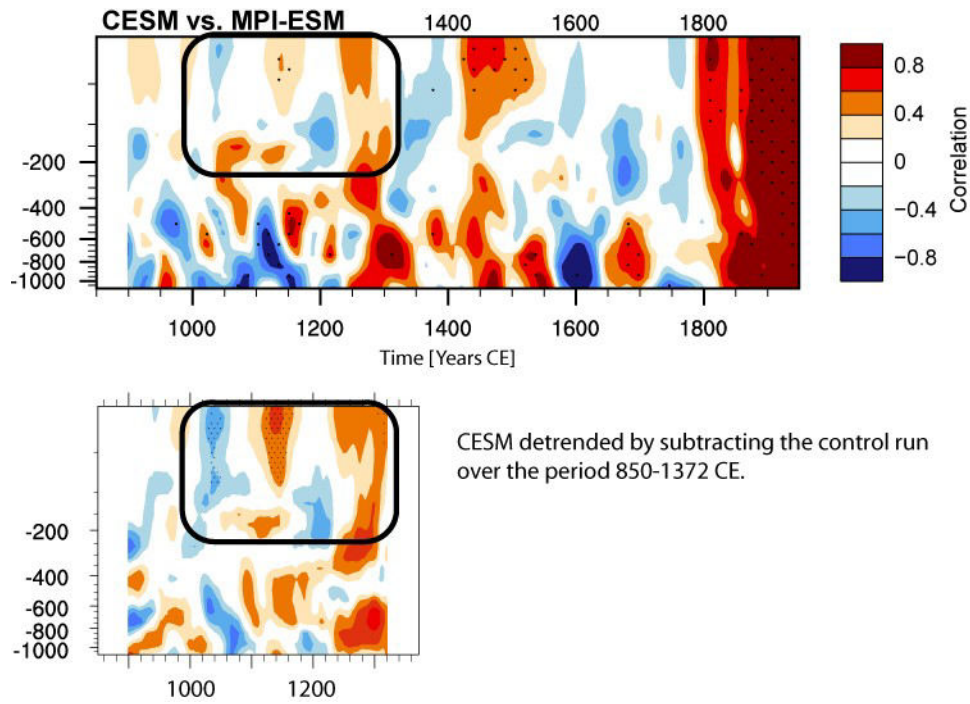 CESM vs. MPI-ESM
1400 1600 1800
-200
-400
-600
-800
-1000
1000 1200 1400 1600 1800
Time [Years CE]
0.8
0.4
0
−0.4
−0.8
Correlation
CESM detrended by subtracting the control run
over the period 850-1372 CE.
-200
-400
-600
-800
-1000
1000 1200